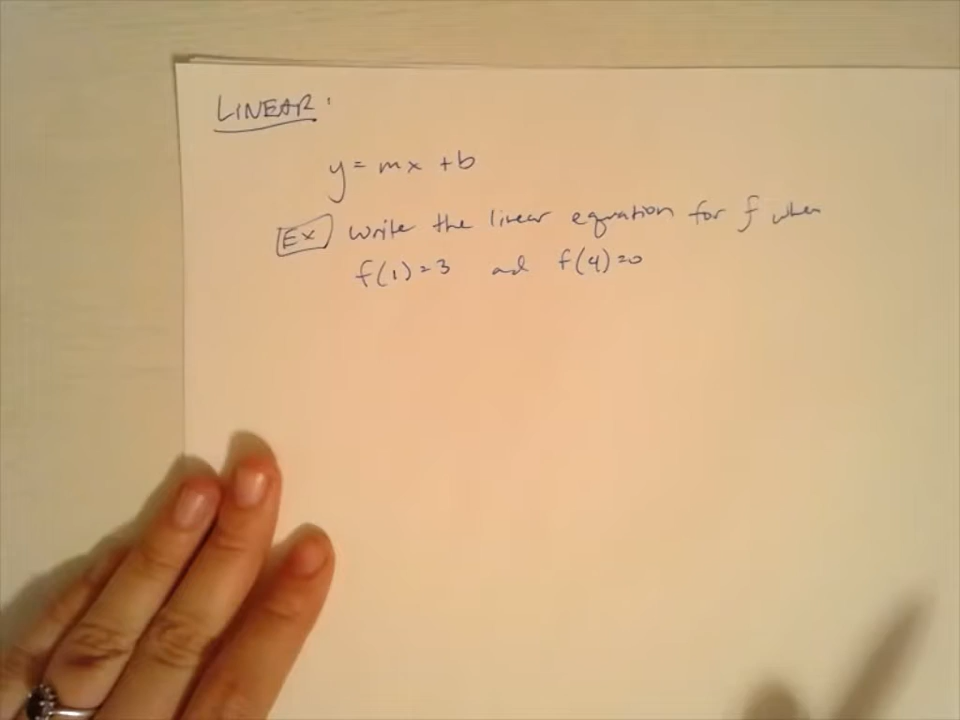 LINEAR:
y = mx + b
Ex Write the linear equation for f when
f(1) = 3 and f(4) = 0